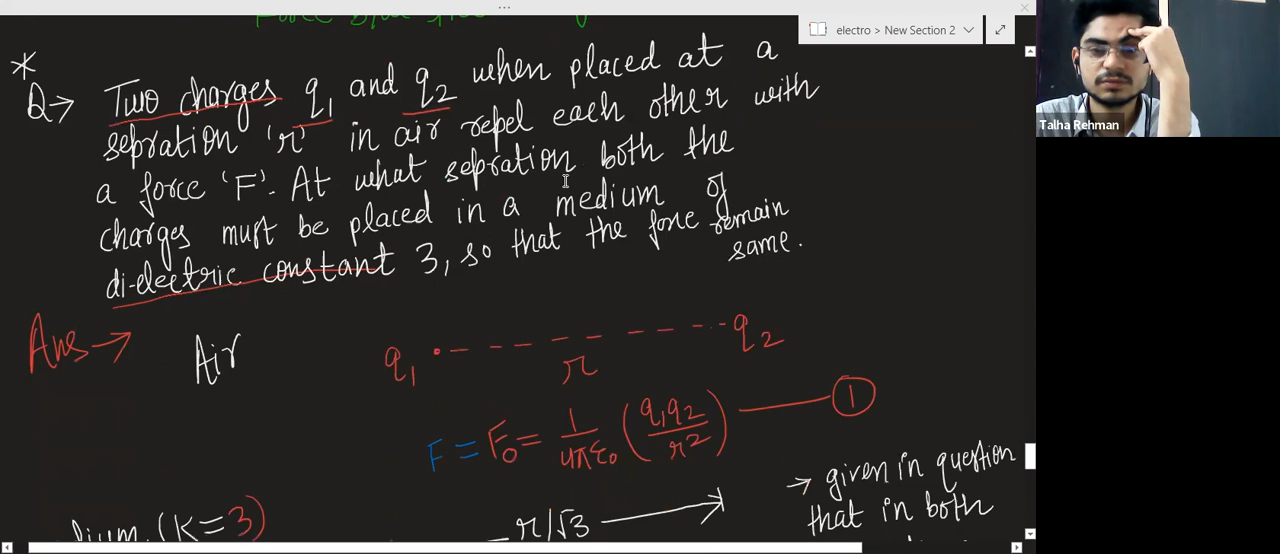 electro > New Section 2
*
Q→ Two charges q₁ and q₂ when placed at a
sepration 'r' in air repel each other with
a force 'F'. At what sepration both the
charges must be placed in a medium of
di-electric constant 3, so that the force remain
same.
Talha Rehman
Ans→ Air q₁ r q₂
F = F₀ = 1/4πε₀ (q₁q₂/r²) ①
→ given in question
that in both
(K=3) r/√3